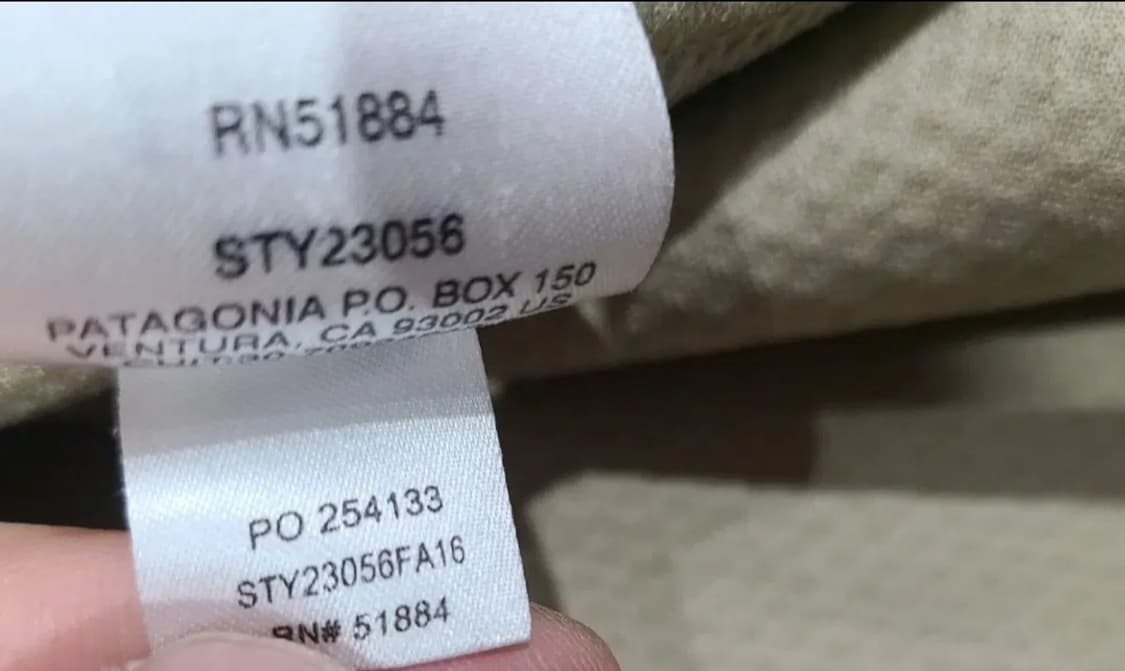 RN51884
STY23056
PATAGONIA P.O. BOX 150
VENTURA, CA 93002 US
PO 254133
STY23056FA16
RN# 51884